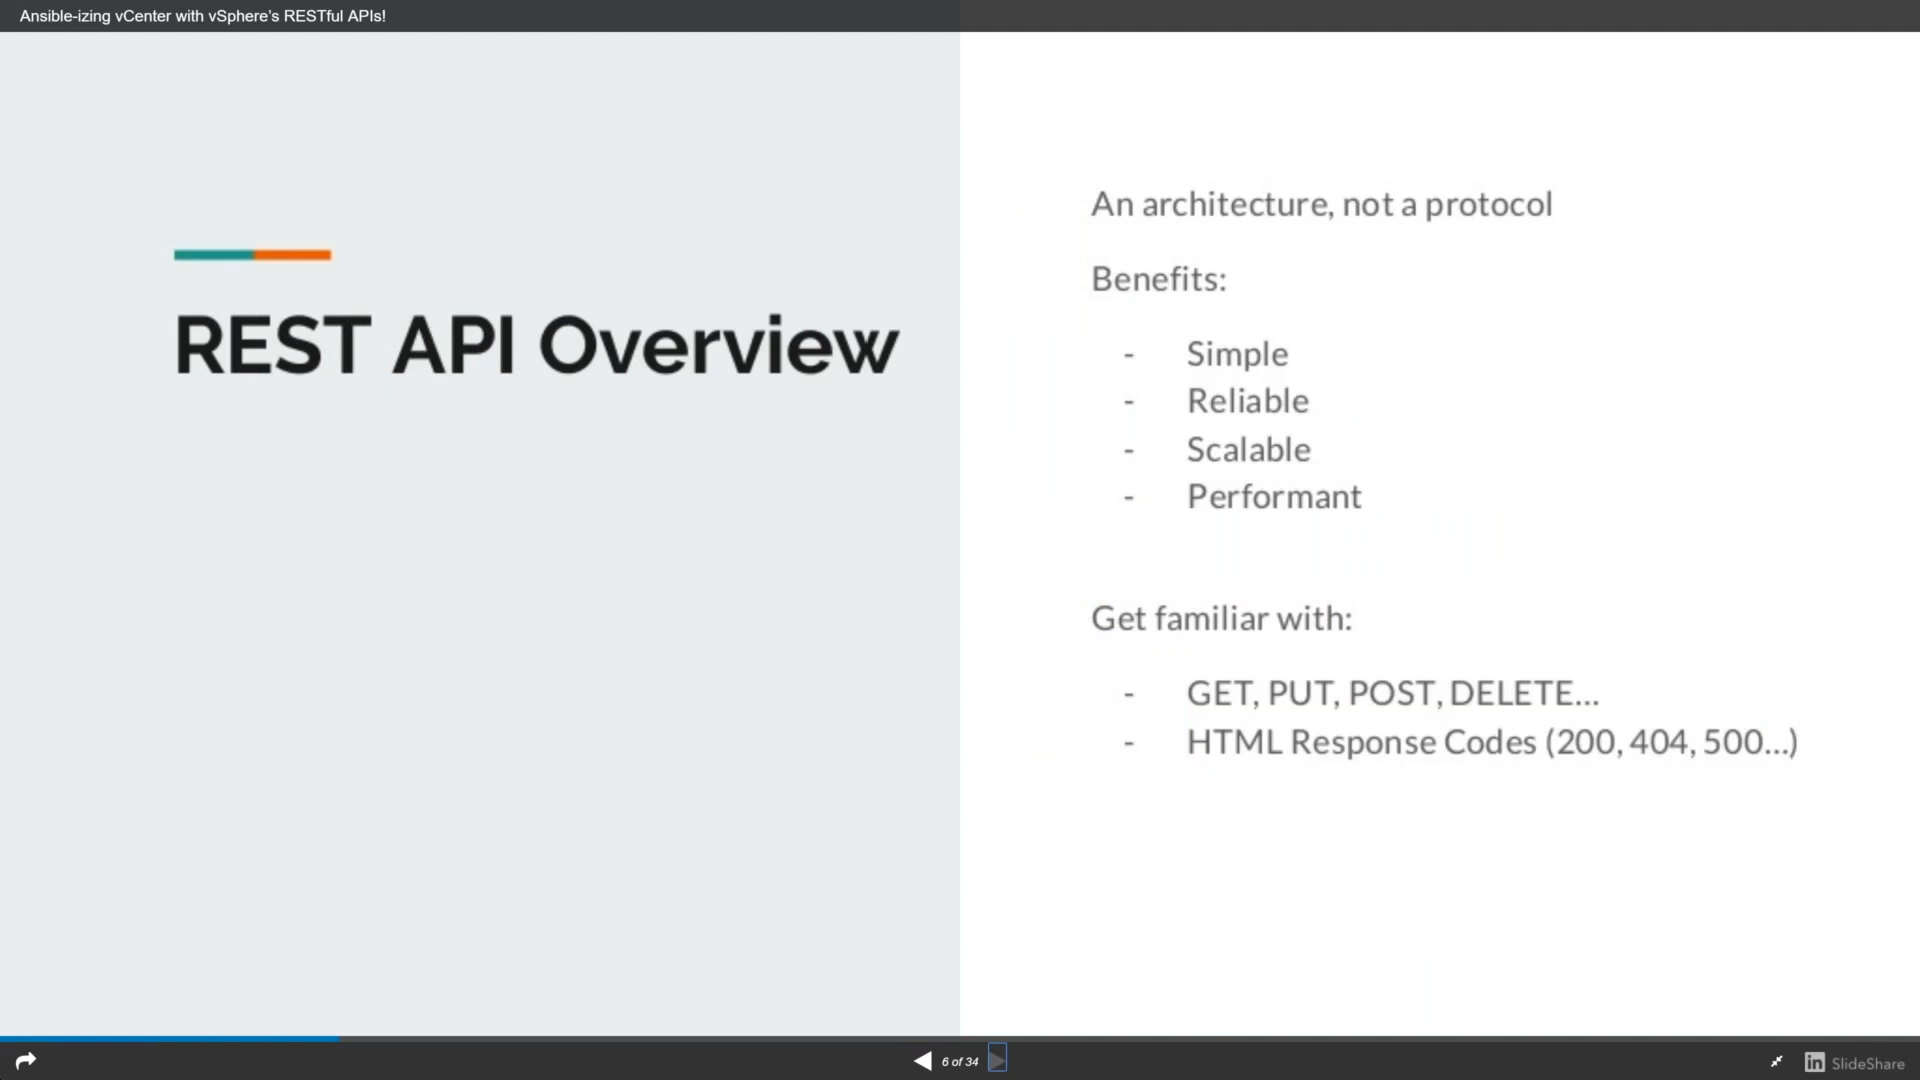 Ansible-izing vCenter with vSphere's RESTful APIs!
REST API Overview
An architecture, not a protocol
Benefits:
- Simple
- Reliable
- Scalable
- Performant
Get familiar with:
- GET, PUT, POST, DELETE...
- HTML Response Codes (200, 404, 500...)
6 of 34
in SlideShare